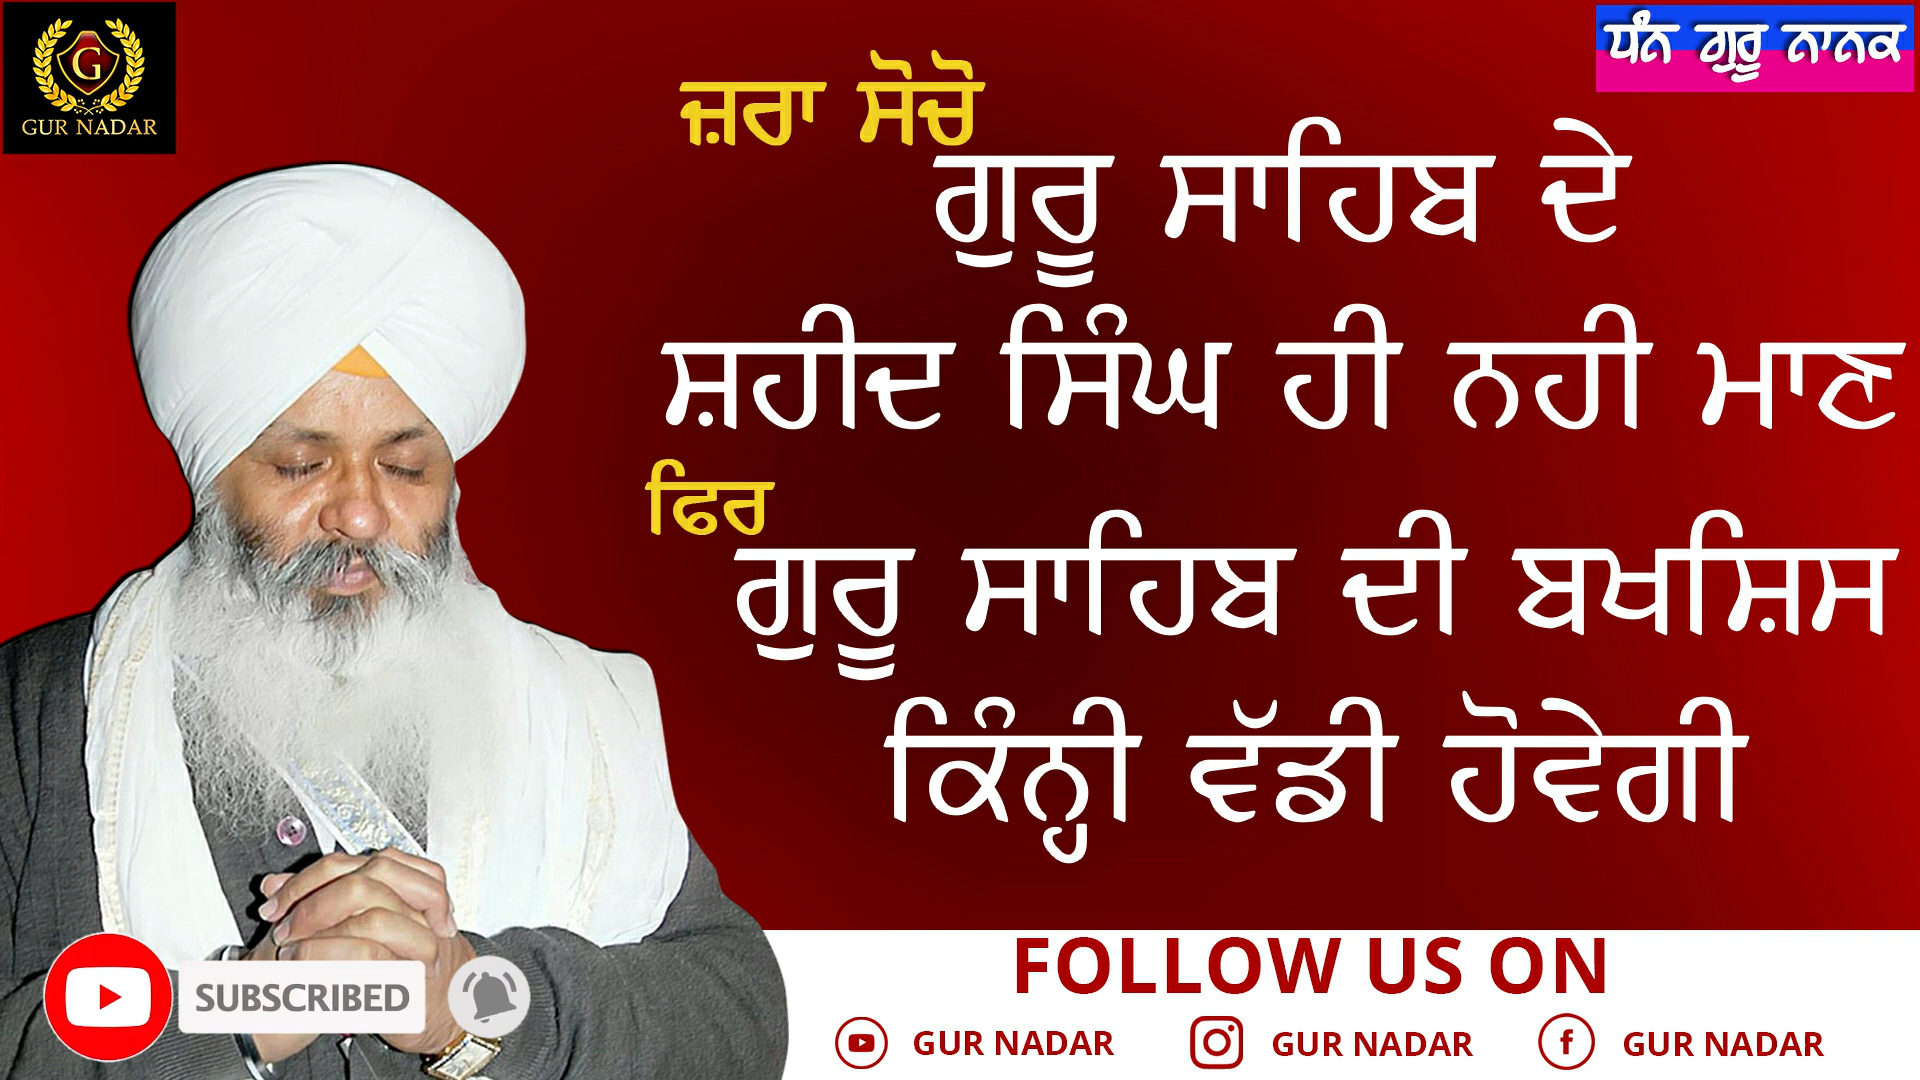 GUR NADAR
ਧੰਨ ਗੁਰੂ ਨਾਨਕ
ਜ਼ਰਾ ਸੋਚੋ
ਗੁਰੂ ਸਾਹਿਬ ਦੇ
ਸ਼ਹੀਦ ਸਿੰਘ ਹੀ ਨਹੀ ਮਾਣ
ਫਿਰ
ਗੁਰੂ ਸਾਹਿਬ ਦੀ ਬਖਸ਼ਿਸ
ਕਿੰਨ੍ਹੀ ਵੱਡੀ ਹੋਵੇਗੀ
SUBSCRIBED
FOLLOW US ON
GUR NADAR GUR NADAR GUR NADAR